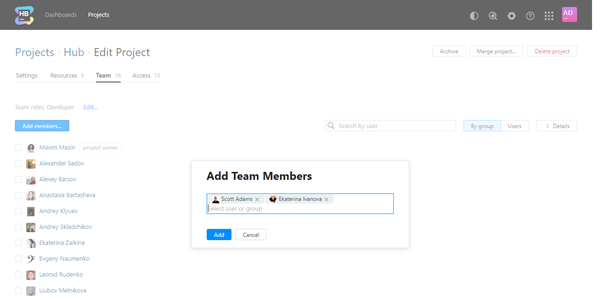 HB
Dashboards Projects
AD
Projects › Hub › Edit Project
Archive Merge project... Delete project
Settings Resources 9 Team 16 Access 15
Team roles: Developer Edit...
Add members... Search by user By group Users Details
Maxim Mazin project owner
Alexander Sedov
Alexey Barsov
Anastasia Bartasheva
Andrey Klyuev
Andrey Skladchikov
Ekaterina Zaikina
Evgeny Naumenko
Leonid Rudenko
Liubov Melnikova
Add Team Members
Scott Adams × Ekaterina Ivanova ×
Select user or group
Add Cancel